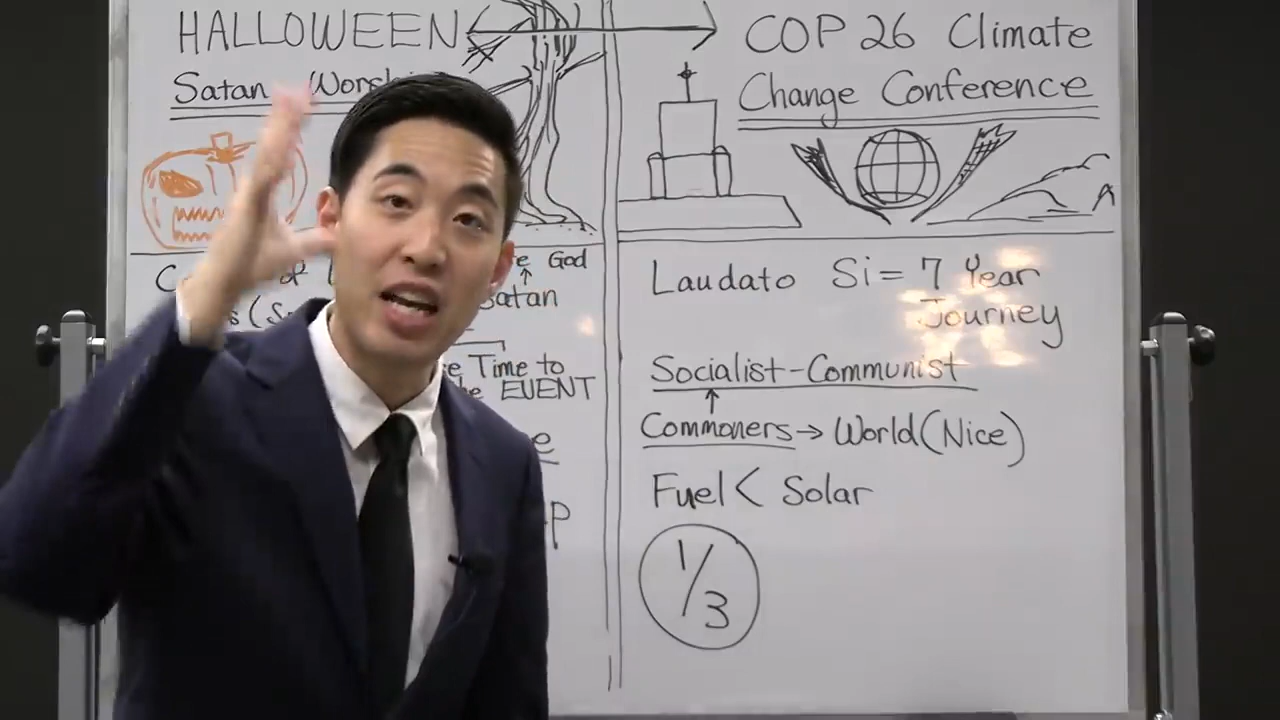 HALLOWEEN
Satan
God
Satan
Time to
EVENT
COP 26 Climate
Change Conference
Laudato Si = 7 Year
Journey
Socialist-Communist
↑
Commoners → World (Nice)
Fuel < Solar
1/3